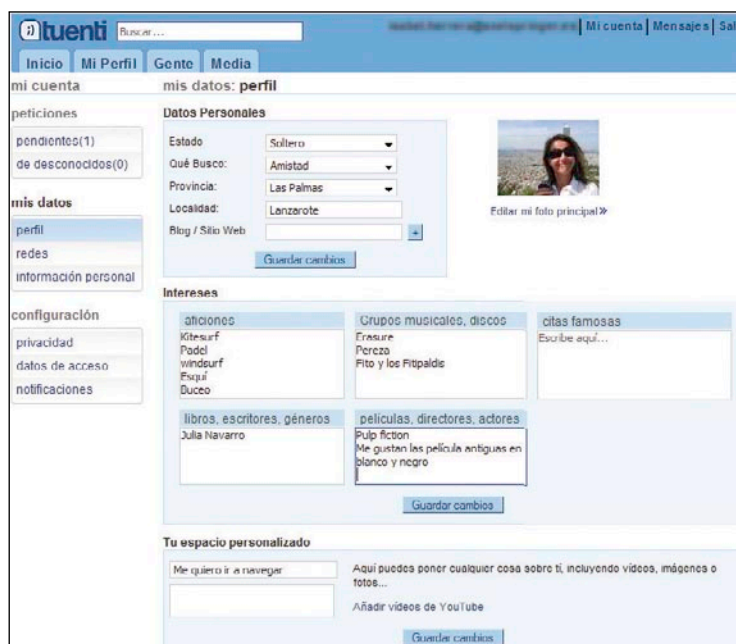 tuenti Buscar...
Mi cuenta Mensajes Sal
Inicio Mi Perfil Gente Media
mi cuenta
peticiones
pendientes(1)
de desconocidos(0)
mis datos
perfil
redes
información personal
configuración
privacidad
datos de acceso
notificaciones
mis datos: perfil
Datos Personales
Estado Soltero
Qué Busco: Amistad
Provincia: Las Palmas
Localidad: Lanzarote
Blog / Sitio Web +
Guardar cambios
Editar mi foto principal »
Intereses
aficiones
Kitesurf
Padel
windsurf
Esquí
Buceo
Grupos musicales, discos
Erasure
Pereza
Fito y los Fitipaldis
citas famosas
Escribe aquí...
libros, escritores, géneros
Julia Navarro
películas, directores, actores
Pulp fiction
Me gustan las película antiguas en
blanco y negro
Guardar cambios
Tu espacio personalizado
Me quiero ir a navegar
Aquí puedes poner cualquier cosa sobre ti, incluyendo vídeos, imágenes o
fotos...
Añadir vídeos de YouTube
Guardar cambios